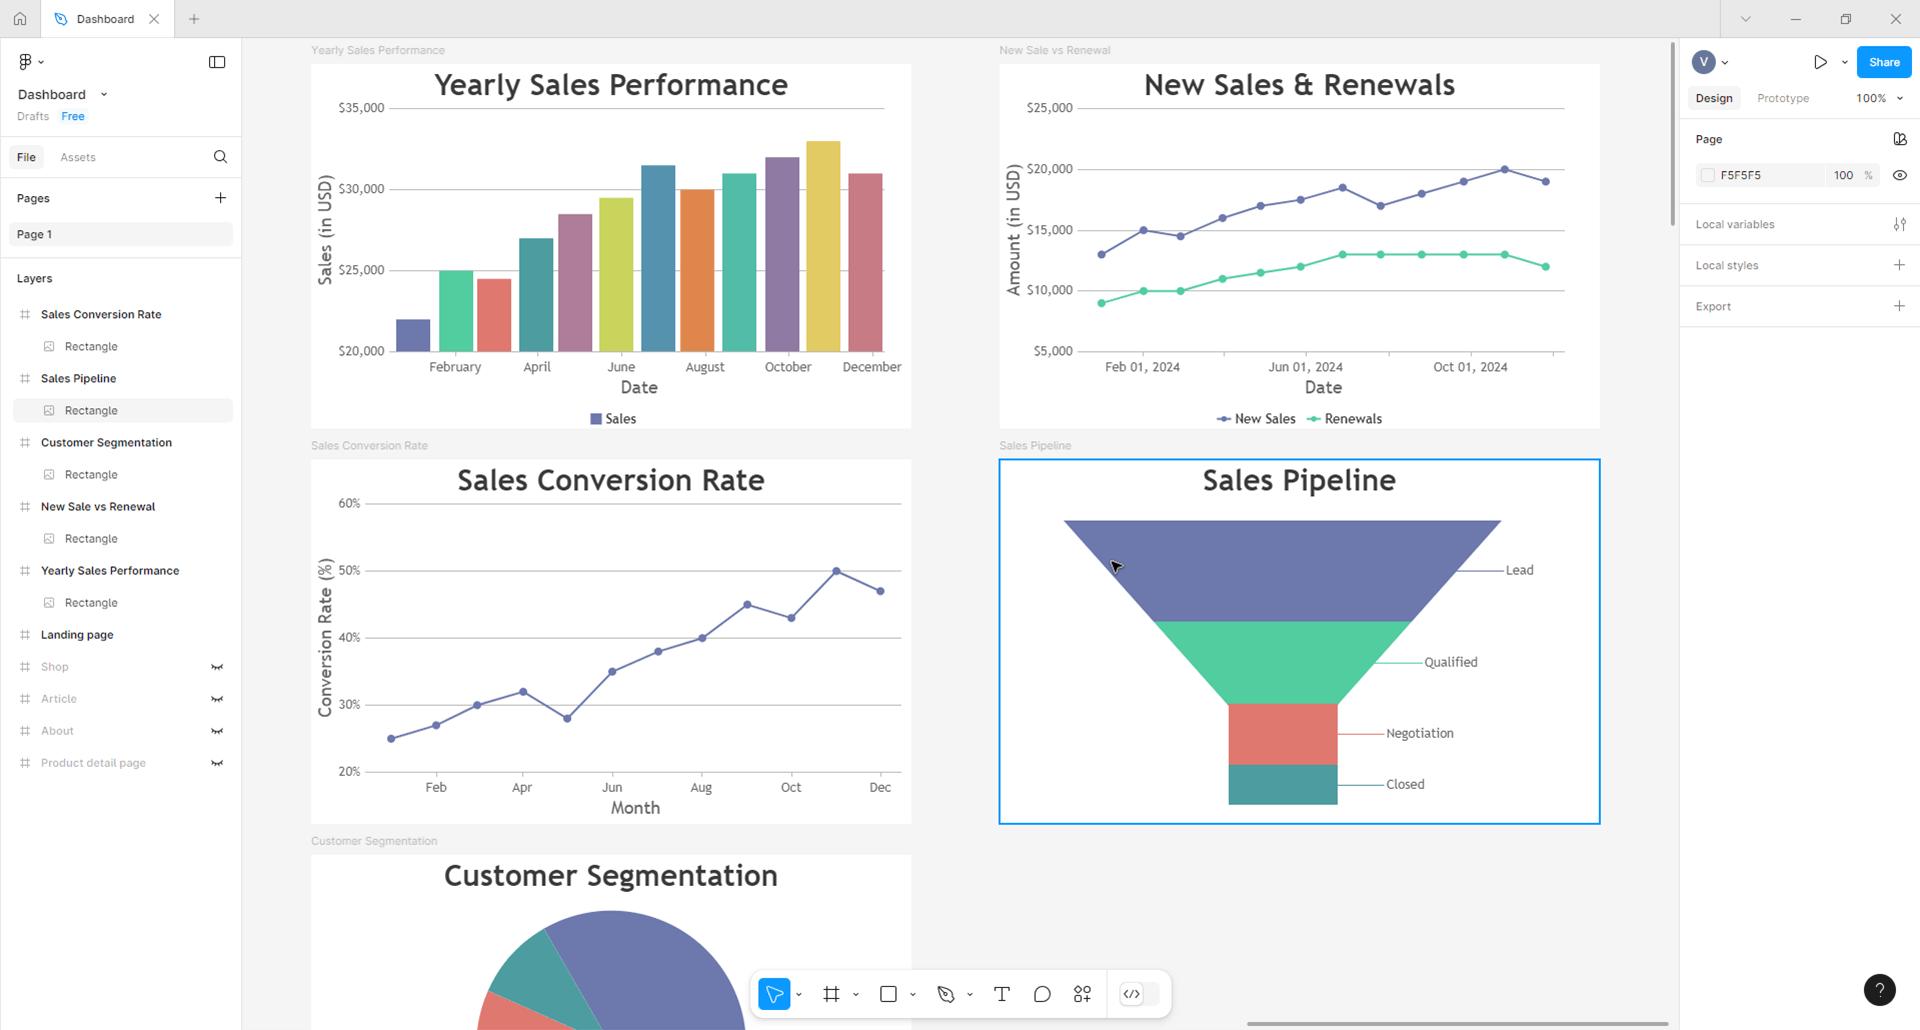 Dashboard
Dashboard
Drafts Free
File Assets
Pages
Page 1
Layers
Sales Conversion Rate
Rectangle
Sales Pipeline
Rectangle
Customer Segmentation
Rectangle
New Sale vs Renewal
Rectangle
Yearly Sales Performance
Rectangle
Landing page
Shop
Article
About
Product detail page
Yearly Sales Performance
Yearly Sales Performance
$35,000
$30,000
$25,000
$20,000
Sales (in USD)
February April June August October December
Date
Sales
New Sale vs Renewal
New Sales & Renewals
$25,000
$20,000
$15,000
$10,000
$5,000
Amount (in USD)
Feb 01, 2024 Jun 01, 2024 Oct 01, 2024
Date
New Sales Renewals
Sales Conversion Rate
Sales Conversion Rate
60%
50%
40%
30%
20%
Conversion Rate (%)
Feb Apr Jun Aug Oct Dec
Month
Sales Pipeline
Sales Pipeline
Lead
Qualified
Negotiation
Closed
Customer Segmentation
Customer Segmentation
V
Share
Design Prototype 100%
Page
F5F5F5 100 %
Local variables
Local styles
Export
?